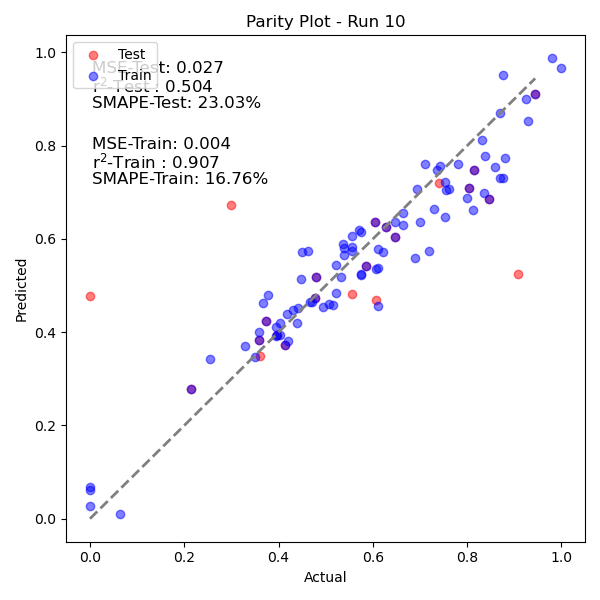 Parity Plot - Run 10
Test
Train
MSE-Test: 0.027
r²-Test : 0.504
SMAPE-Test: 23.03%
MSE-Train: 0.004
r²-Train : 0.907
SMAPE-Train: 16.76%
Predicted
1.0
0.8
0.6
0.4
0.2
0.0
0.0 0.2 0.4 0.6 0.8 1.0
Actual